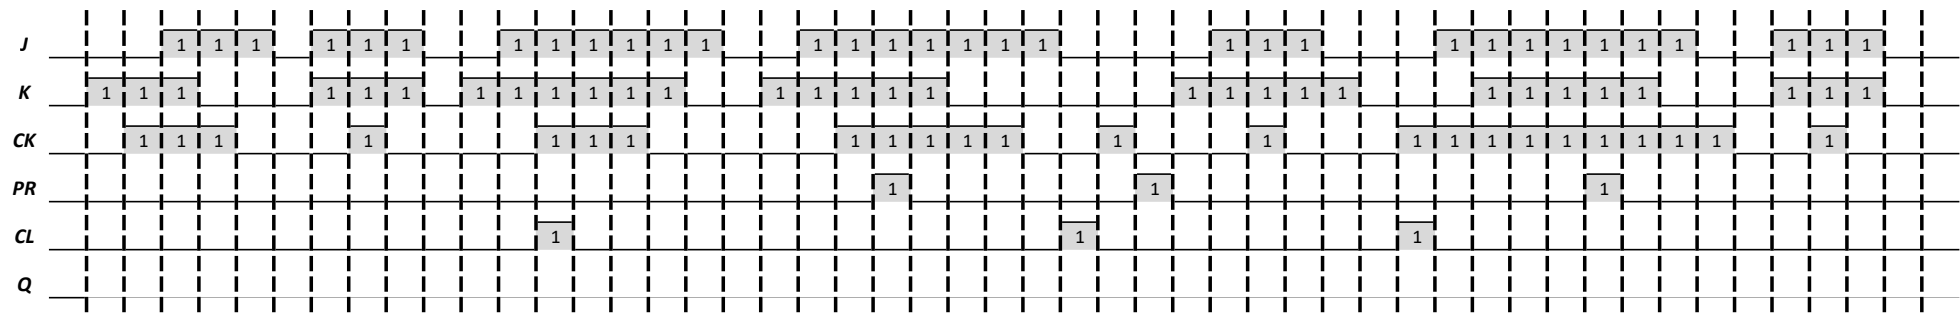 J 1 1 1 1 1 1 1 1 1 1 1 1 1 1 1 1 1 1 1 1 1 1 1 1 1 1 1 1 1 1 1 1 1 1 1
K 1 1 1 1 1 1 1 1 1 1 1 1 1 1 1 1 1 1 1 1 1 1 1 1 1 1 1 1 1 1
CK 1 1 1 1 1 1 1 1 1 1 1 1 1 1 1 1 1 1 1 1 1 1 1 1 1
PR 1 1 1
CL 1 1 1
Q